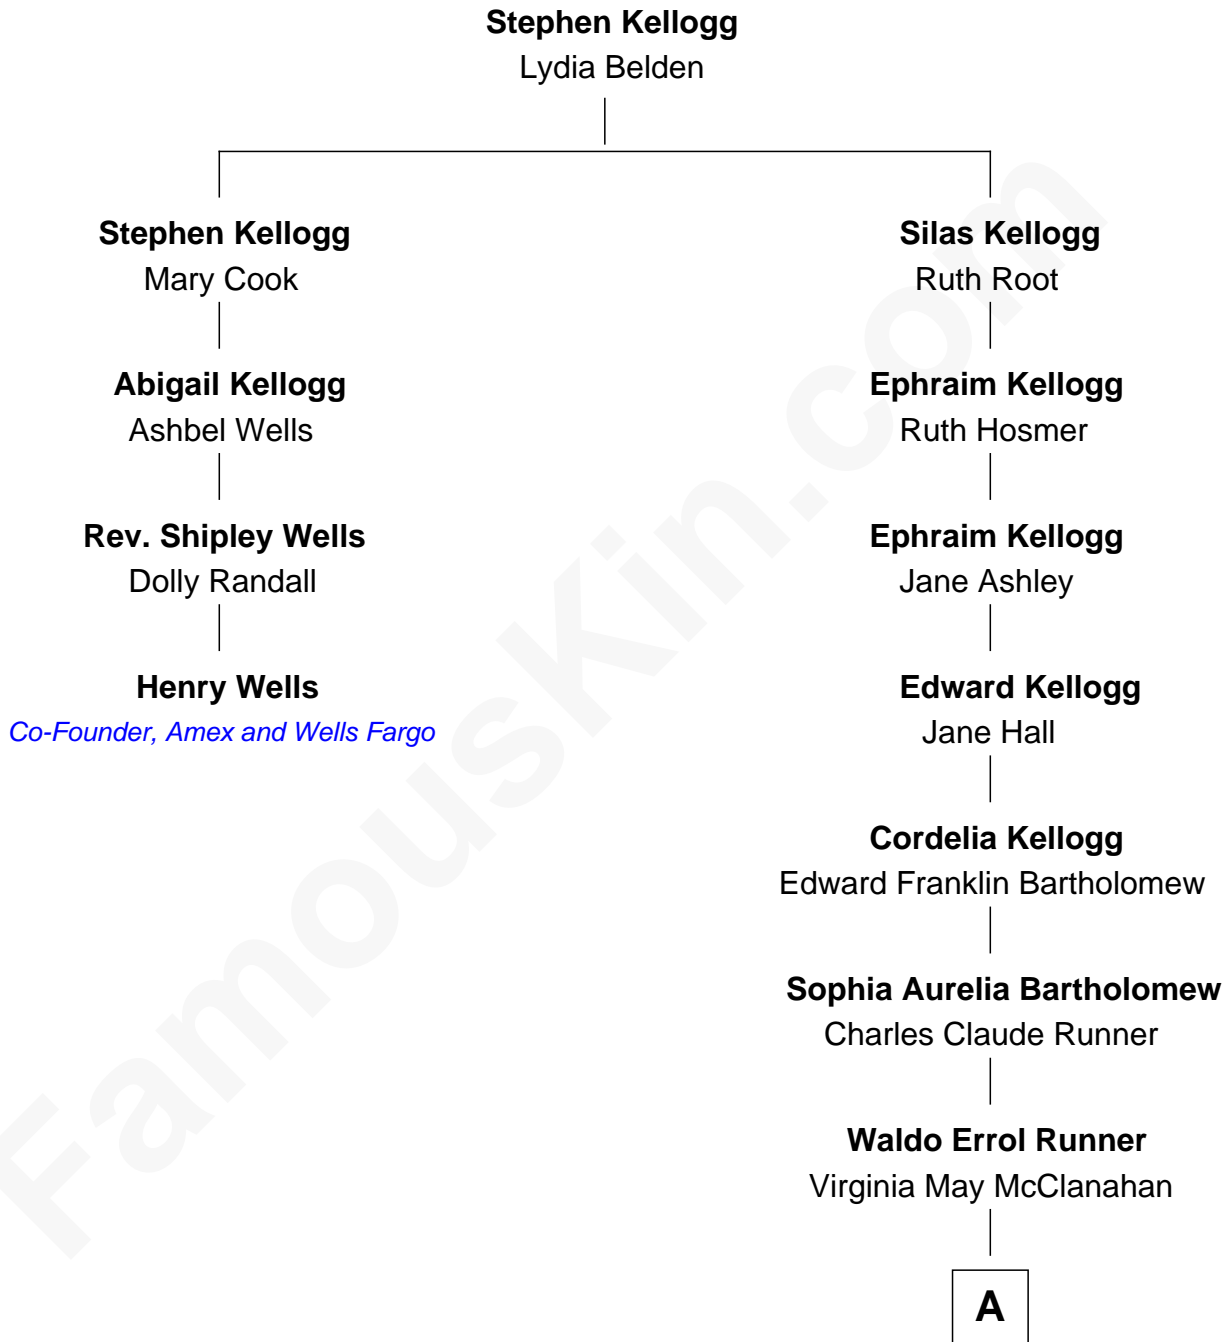 Stephen Kellogg
Lydia Belden
Stephen Kellogg
Mary Cook
Silas Kellogg
Ruth Root
Abigail Kellogg
Ashbel Wells
Ephraim Kellogg
Ruth Hosmer
Rev. Shipley Wells
Dolly Randall
Ephraim Kellogg
Jane Ashley
Henry Wells
Co-Founder, Amex and Wells Fargo
Edward Kellogg
Jane Hall
Cordelia Kellogg
Edward Franklin Bartholomew
Sophia Aurelia Bartholomew
Charles Claude Runner
Waldo Errol Runner
Virginia May McClanahan
A
FamousKin.com